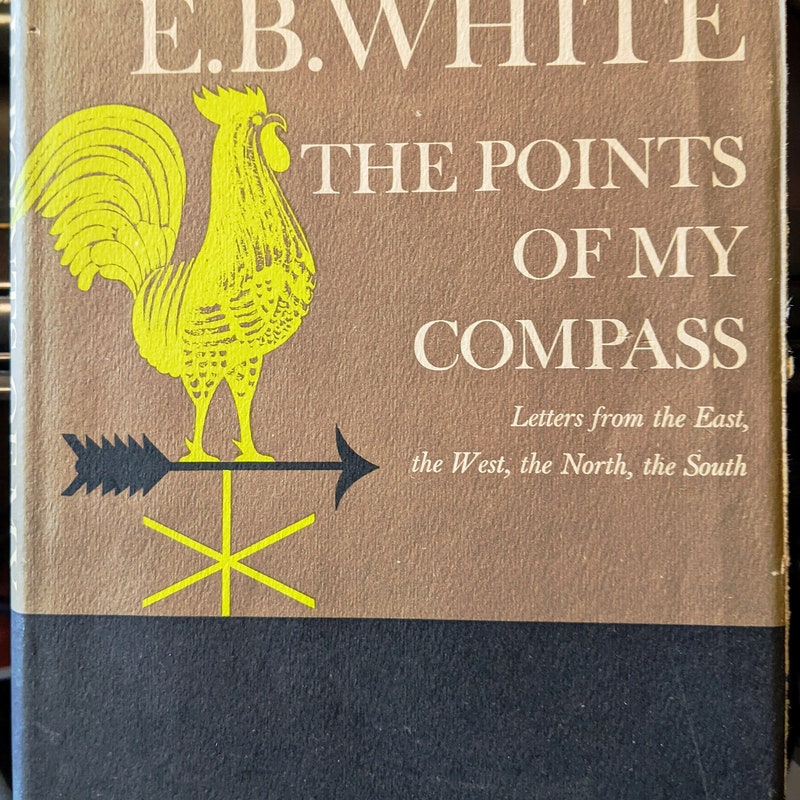 E.B.WHITE
THE POINTS
OF MY
COMPASS
Letters from the East,
the West, the North, the South